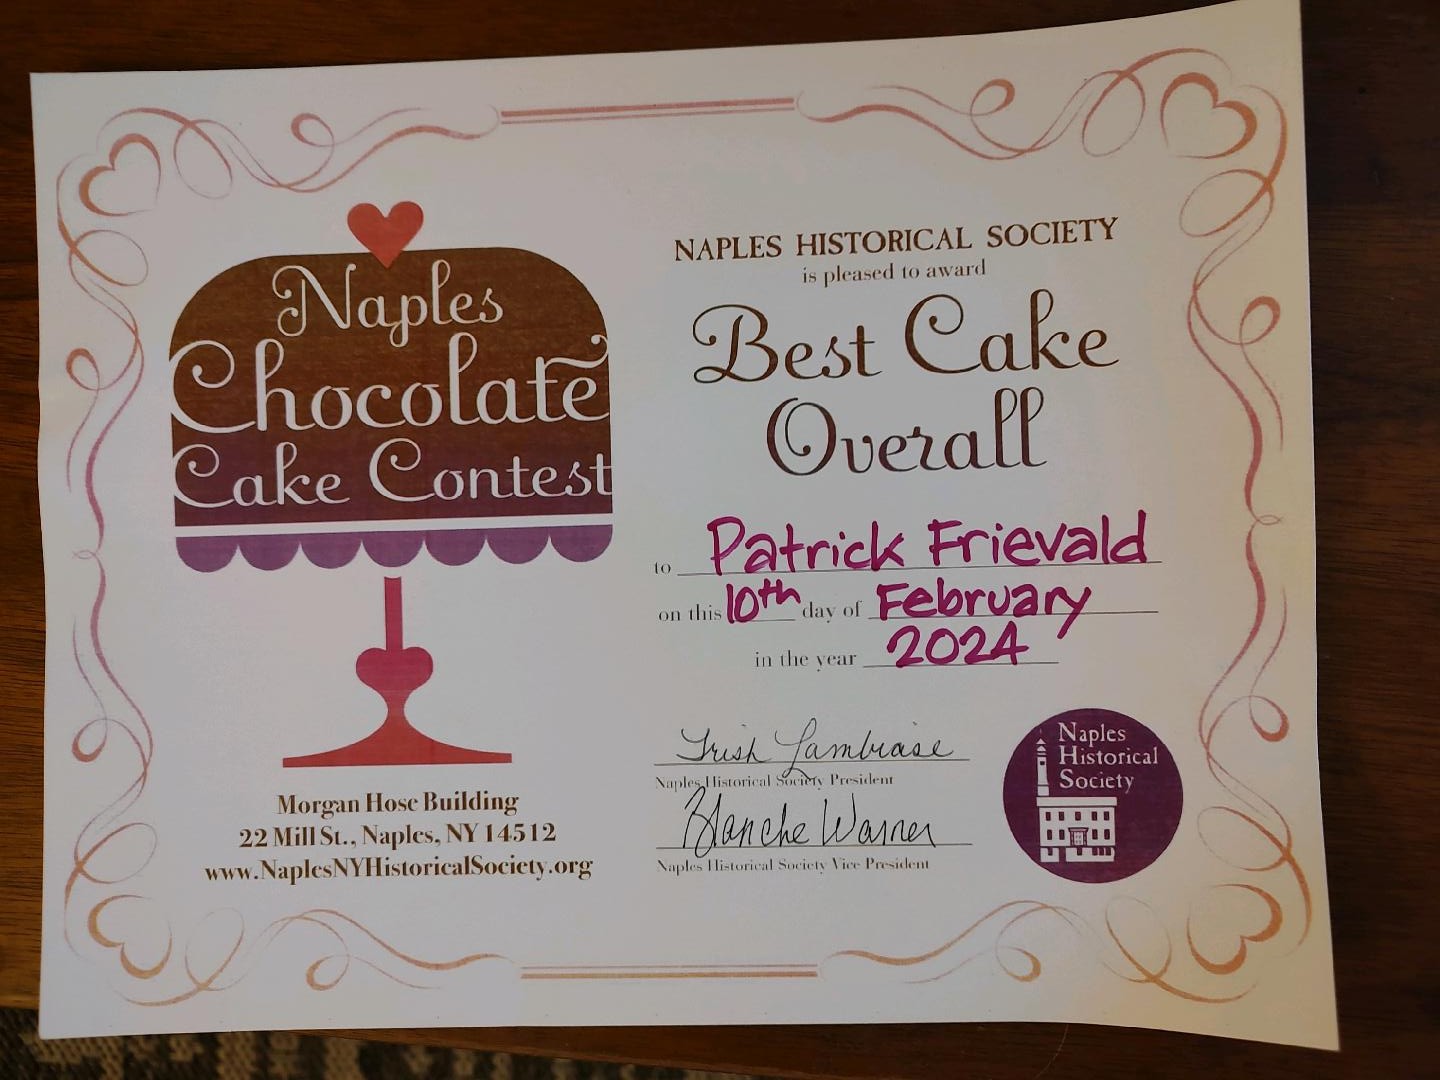 Naples
Chocolate
Cake Contest
Morgan Hose Building
22 Mill St., Naples, NY 14512
www.NaplesNYHistoricalSociety.org
NAPLES HISTORICAL SOCIETY
is pleased to award
Best Cake
Overall
to Patrick Frievald
on this 10th day of February
in the year 2024
Trish Lambiase
Naples Historical Society President
Blanche Warner
Naples Historical Society Vice President
Naples
Historical
Society